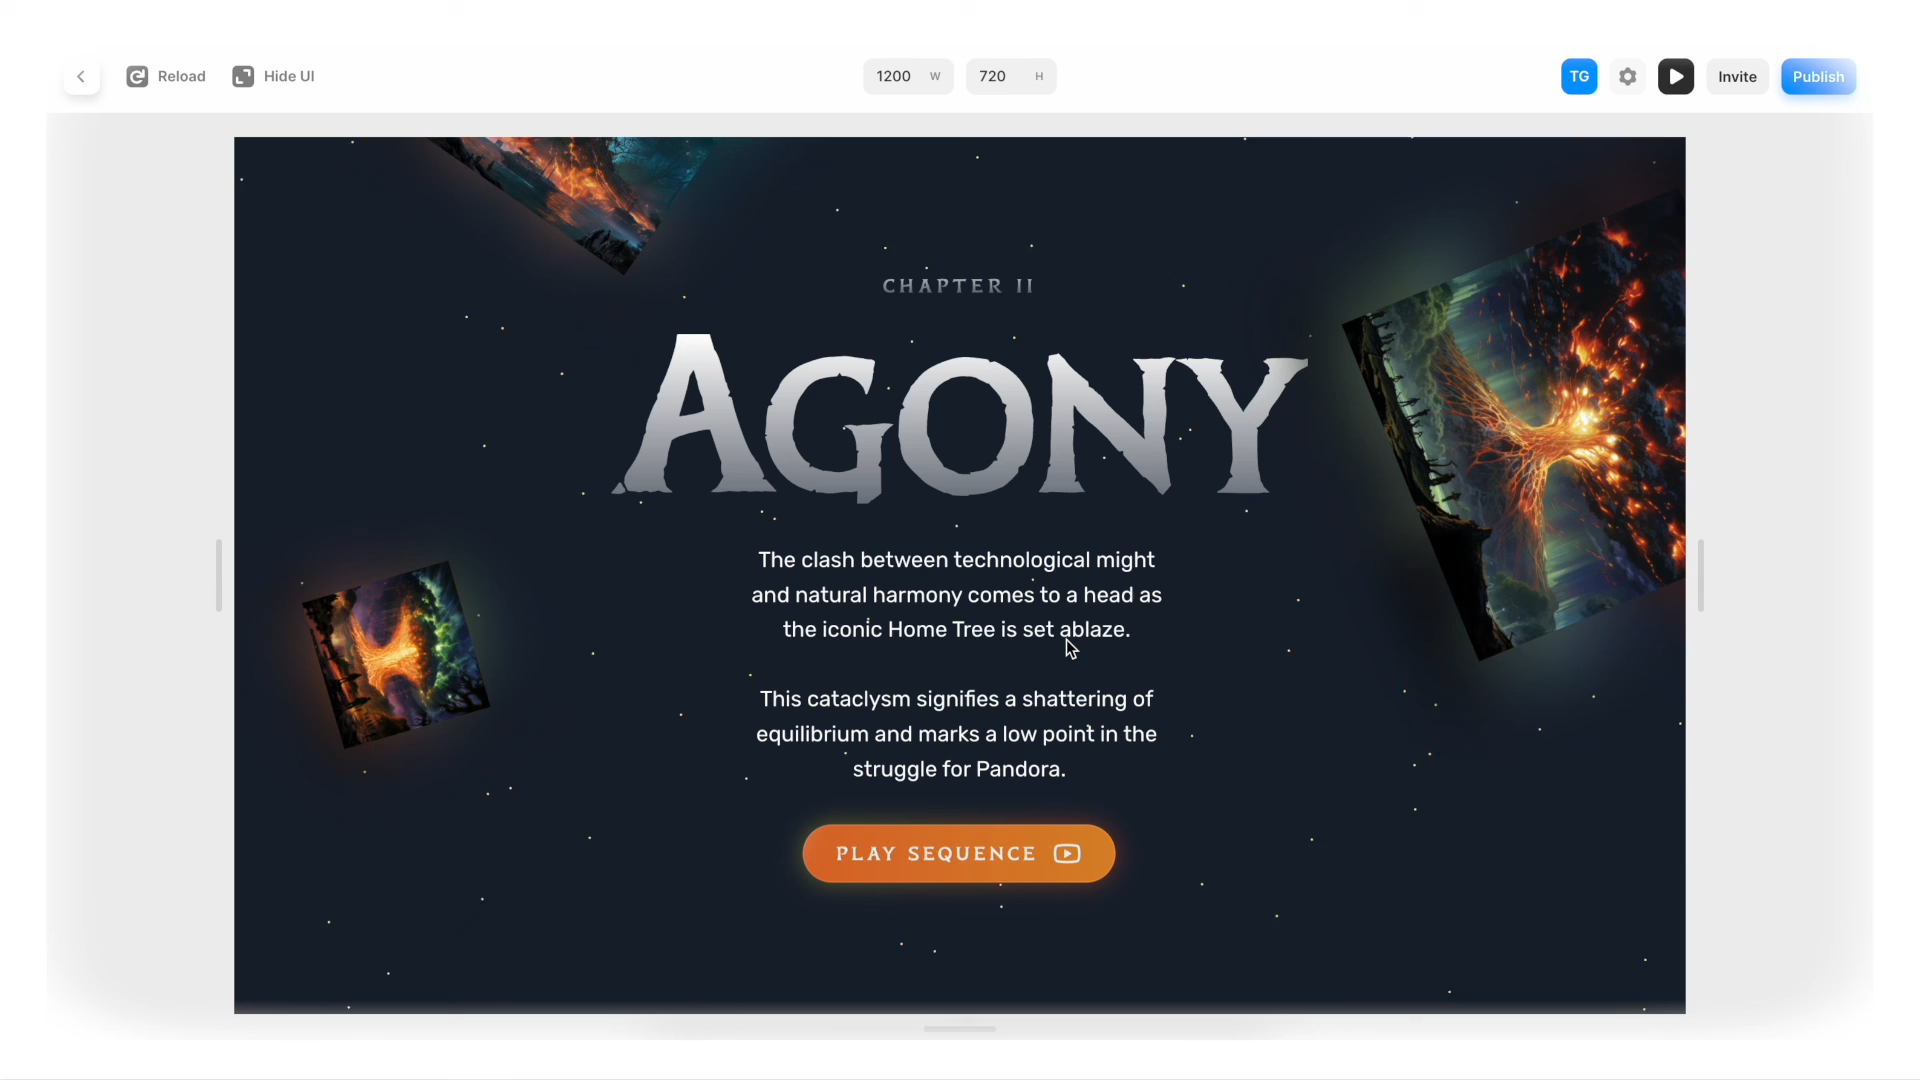 Reload Hide UI 1200 W 720 H TG Invite Publish
CHAPTER II
AGONY
The clash between technological might
and natural harmony comes to a head as
the iconic Home Tree is set ablaze.
This cataclysm signifies a shattering of
equilibrium and marks a low point in the
struggle for Pandora.
PLAY SEQUENCE